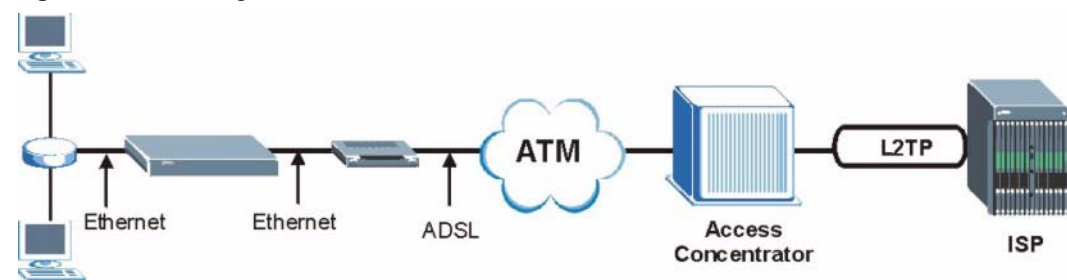 ATM
L2TP
Ethernet
Ethernet
ADSL
Access
Concentrator
ISP